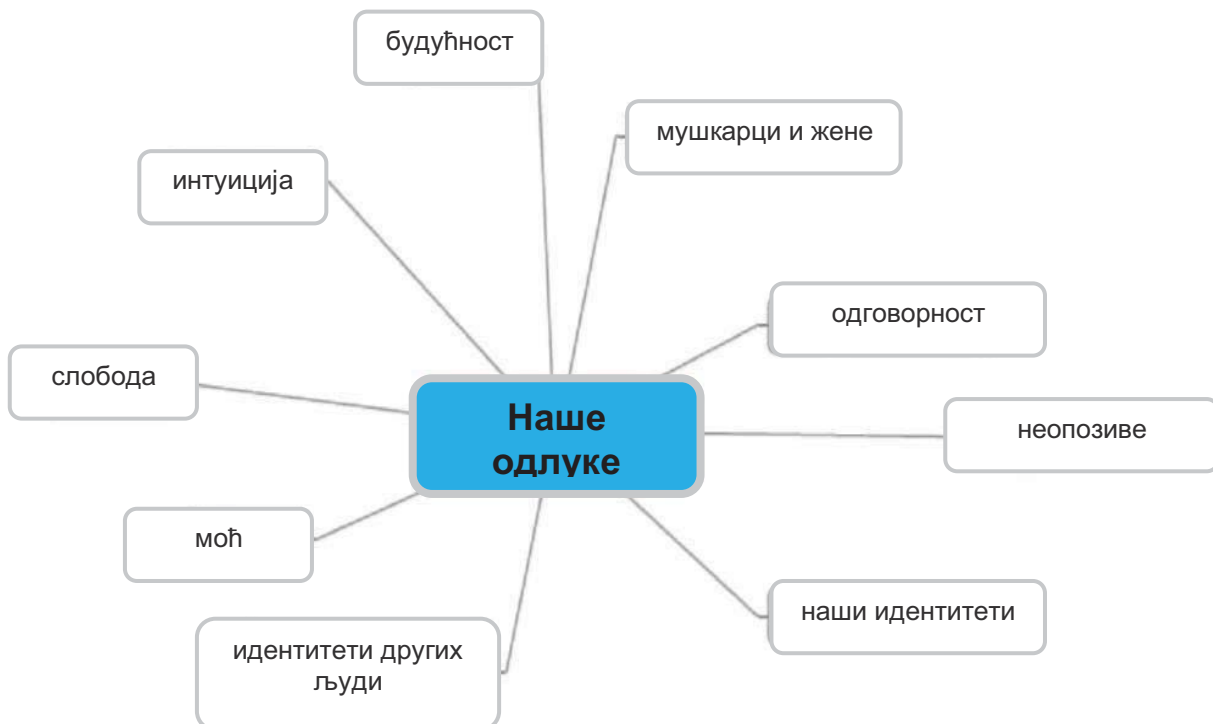 будућност
мушкарци и жене
интуиција
одговорност
слобода
Наше
одлуке
неопозиве
моћ
наши идентитети
идентитети других
људи